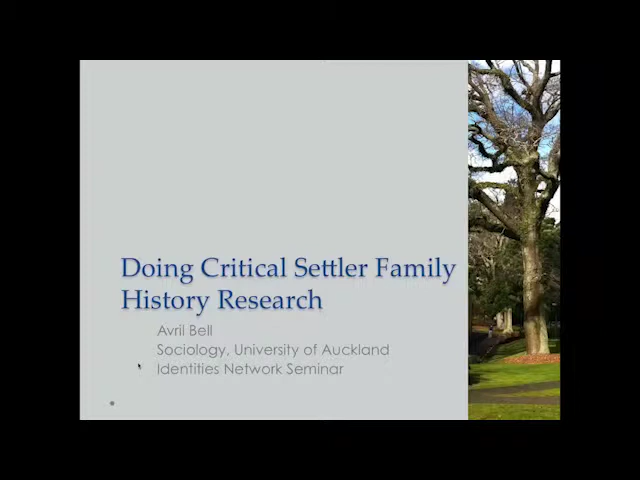 Doing Critical Settler Family
History Research
Avril Bell
Sociology, University of Auckland
Identities Network Seminar